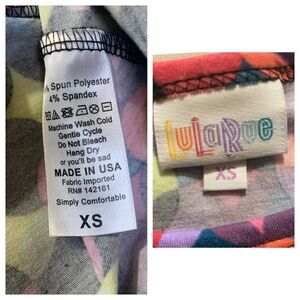 % Spun Polyester
4% Spandex
Machine Wash Cold
Gentle Cycle
Do Not Bleach
Hang Dry
or you'll be sad
MADE IN USA
Fabric Imported
RN# 142161
Simply Comfortable
XS
LuLaRoe
XS